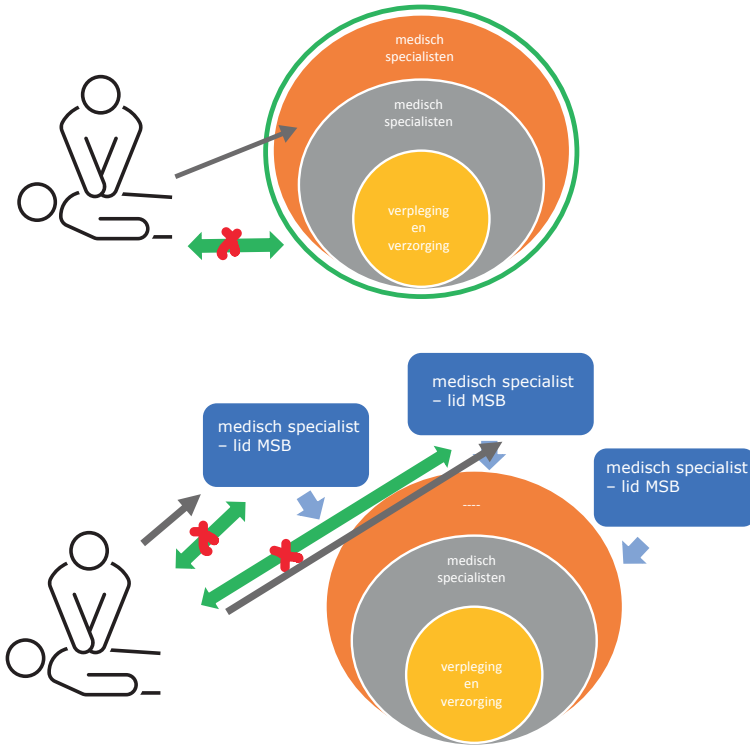 medisch
specialisten
medisch
specialisten
verpleging
en
verzorging
medisch specialist
– lid MSB
medisch specialist
– lid MSB
medisch specialist
– lid MSB
----
medisch
specialisten
verpleging
en
verzorging